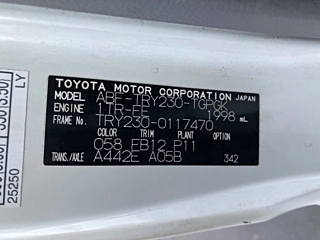 TOYOTA MOTOR CORPORATION JAPAN
MODEL ABF-TRY230-TGPGK
ENGINE 1TR-FE 1998 mL
FRAME No. TRY230-0117470
COLOR TRIM PLANT
058 EB12 P11
TRANS./AXLE A442E A05B 342
LY
25250